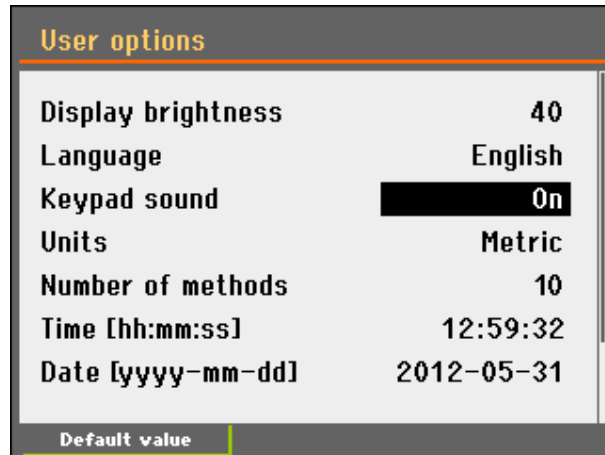 User options
Display brightness 40
Language English
Keypad sound On
Units Metric
Number of methods 10
Time [hh:mm:ss] 12:59:32
Date [yyyy-mm-dd] 2012-05-31
Default value